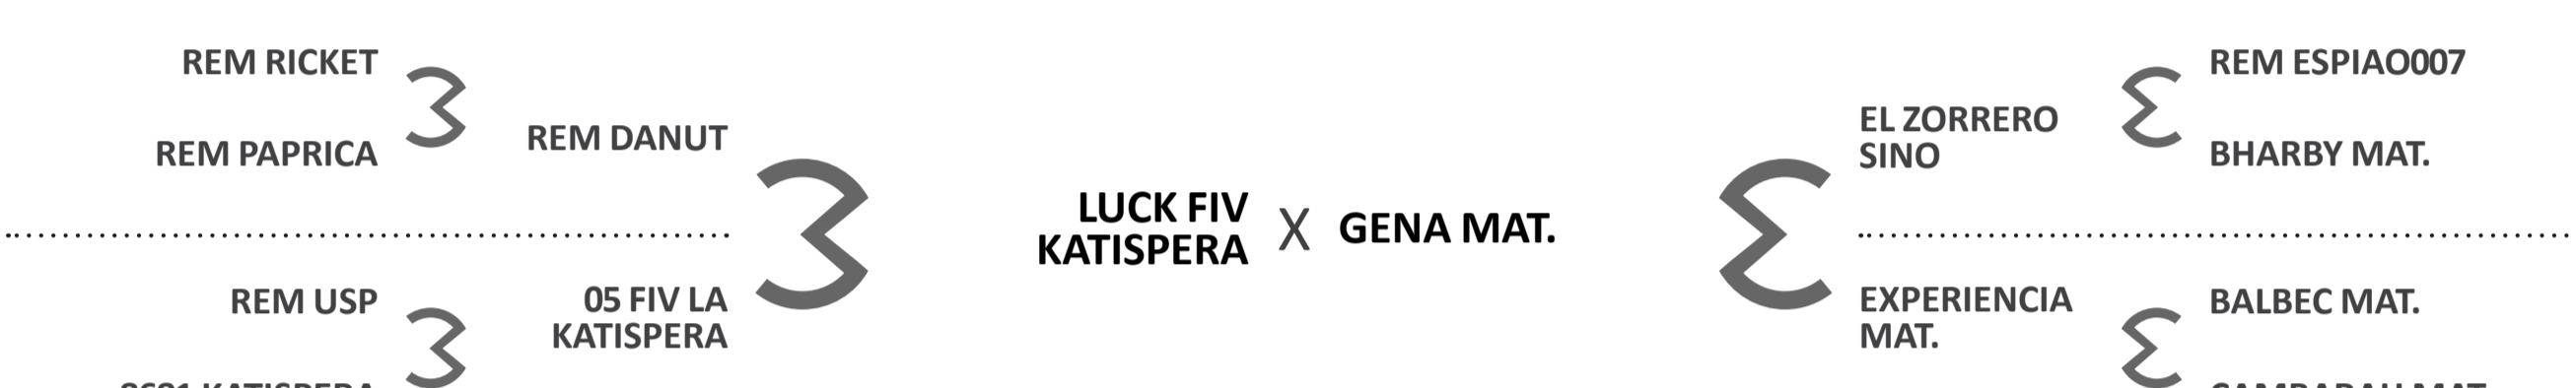 REM RICKET
REM PAPRICA
REM DANUT
REM USP
05 FIV LA
KATISPERA
LUCK FIV
KATISPERA
X
GENA MAT.
EL ZORRERO
SINO
REM ESPIAO007
BHARBY MAT.
EXPERIENCIA
MAT.
BALBEC MAT.